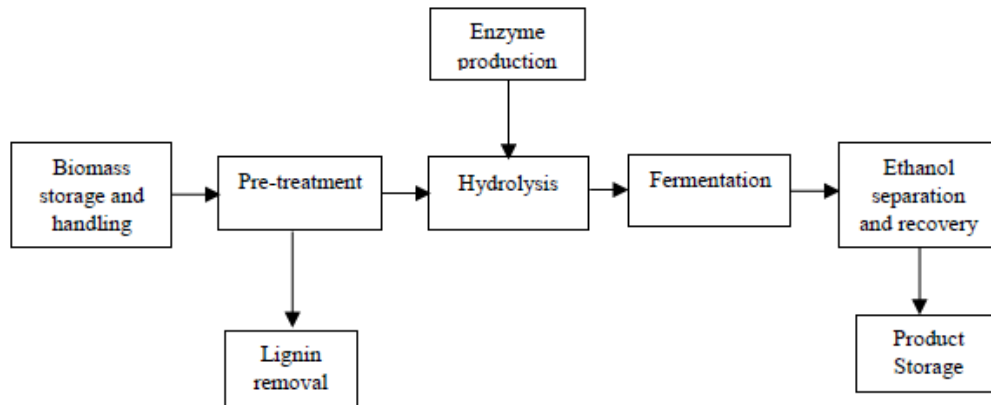 Enzyme
production
Biomass
storage and
handling
Pre-treatment
Hydrolysis
Fermentation
Ethanol
separation
and recovery
Lignin
removal
Product
Storage